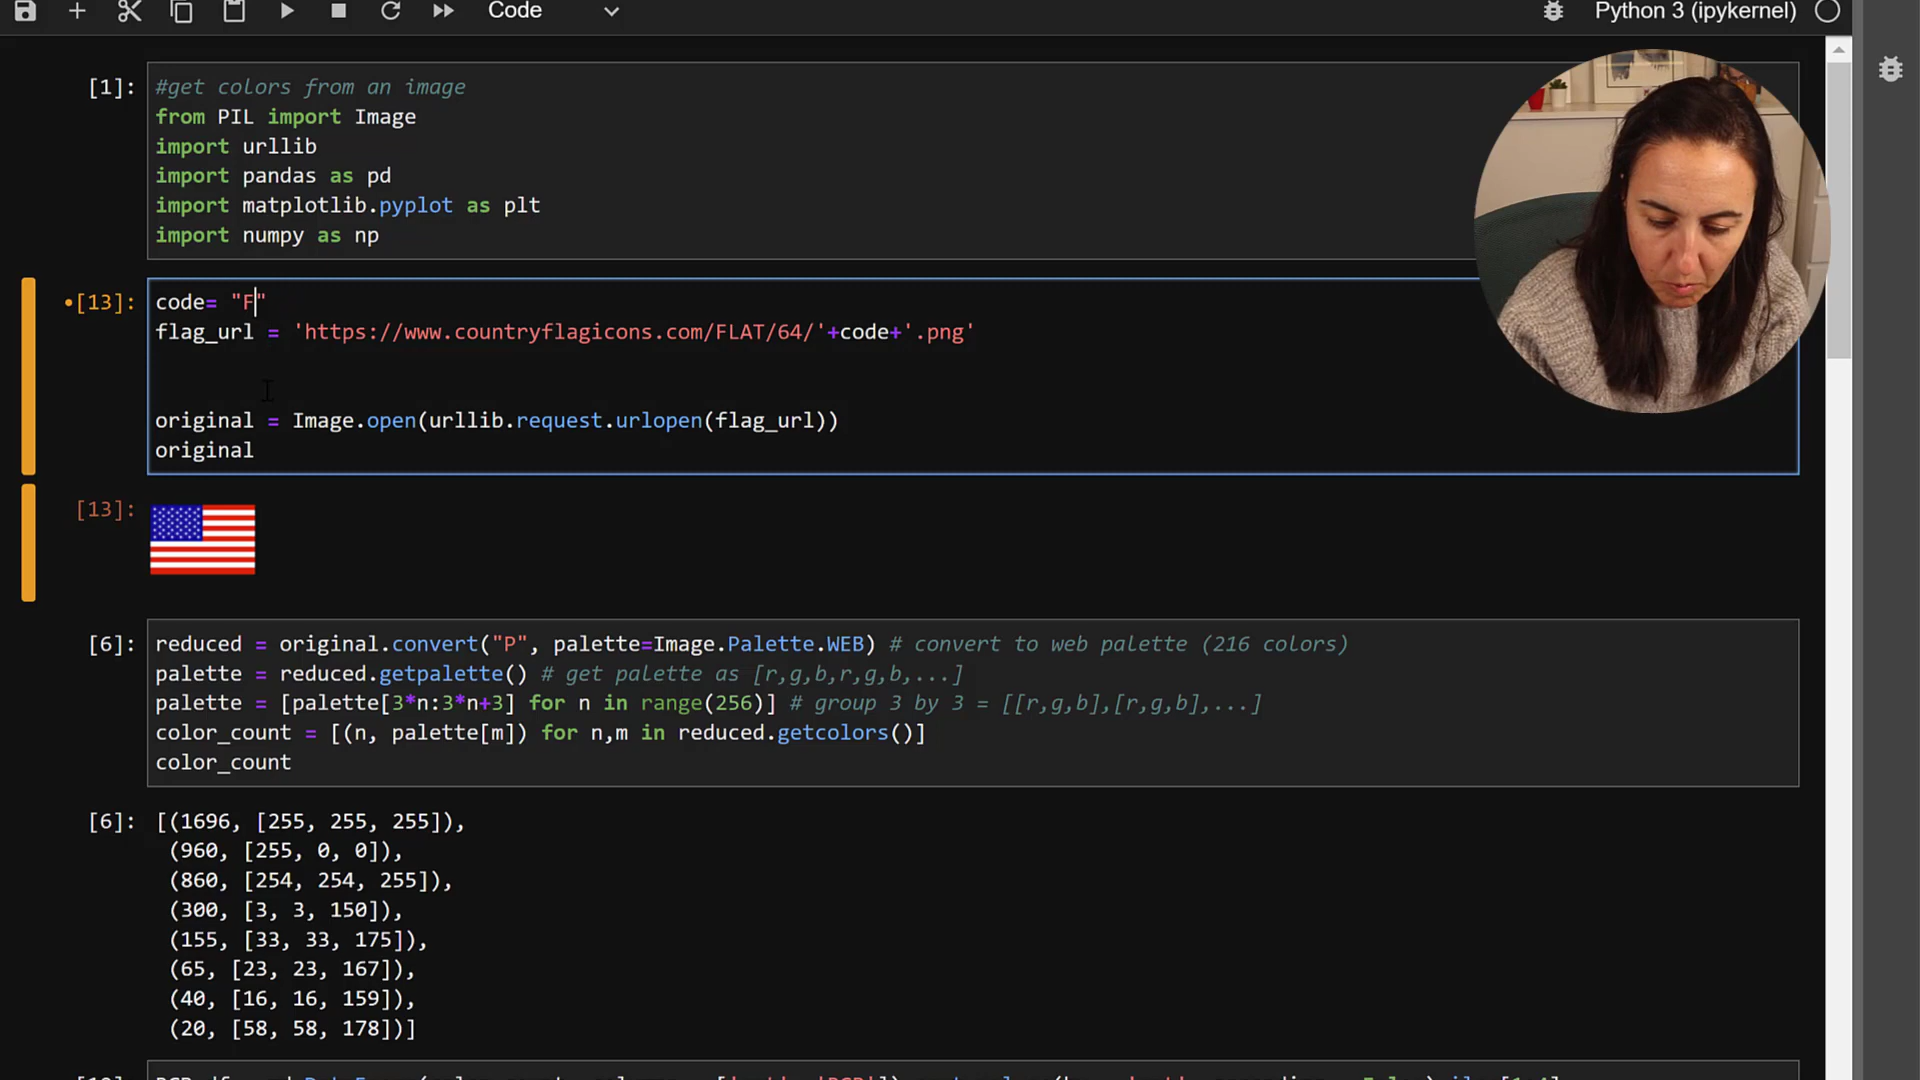 Code
Python 3 (ipykernel)
[1]:
#get colors from an image
from PIL import Image
import urllib
import pandas as pd
import matplotlib.pyplot as plt
import numpy as np
•[13]:
code= "F"
flag_url = 'https://www.countryflagicons.com/FLAT/64/'+code+'.png'
original = Image.open(urllib.request.urlopen(flag_url))
original
[13]:
[6]:
reduced = original.convert("P", palette=Image.Palette.WEB) # convert to web palette (216 colors)
palette = reduced.getpalette() # get palette as [r,g,b,r,g,b,...]
palette = [palette[3*n:3*n+3] for n in range(256)] # group 3 by 3 = [[r,g,b],[r,g,b],...]
color_count = [(n, palette[m]) for n,m in reduced.getcolors()]
color_count
[6]:
[(1696, [255, 255, 255]),
(960, [255, 0, 0]),
(860, [254, 254, 255]),
(300, [3, 3, 150]),
(155, [33, 33, 175]),
(65, [23, 23, 167]),
(40, [16, 16, 159]),
(20, [58, 58, 178])]